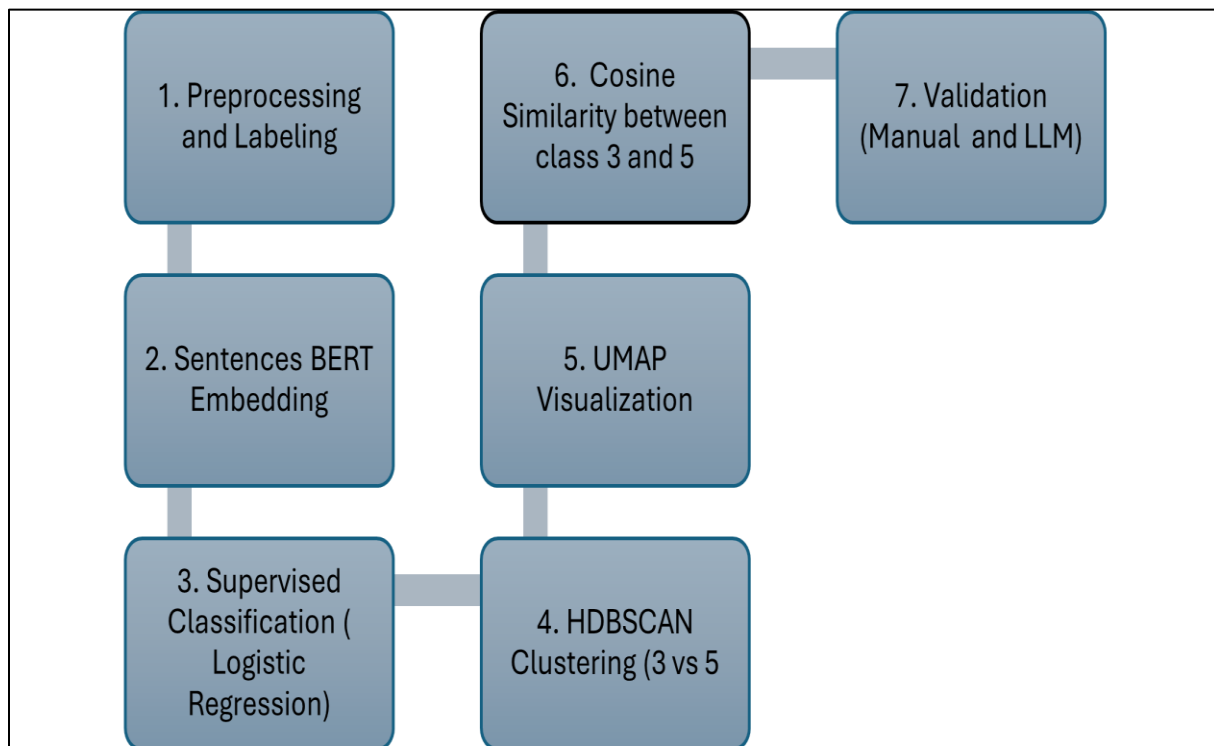 1. Preprocessing
and Labeling
2. Sentences BERT
Embedding
3. Supervised
Classification (
Logistic
Regression)
4. HDBSCAN
Clustering (3 vs 5
5. UMAP
Visualization
6. Cosine
Similarity between
class 3 and 5
7. Validation
(Manual and LLM)